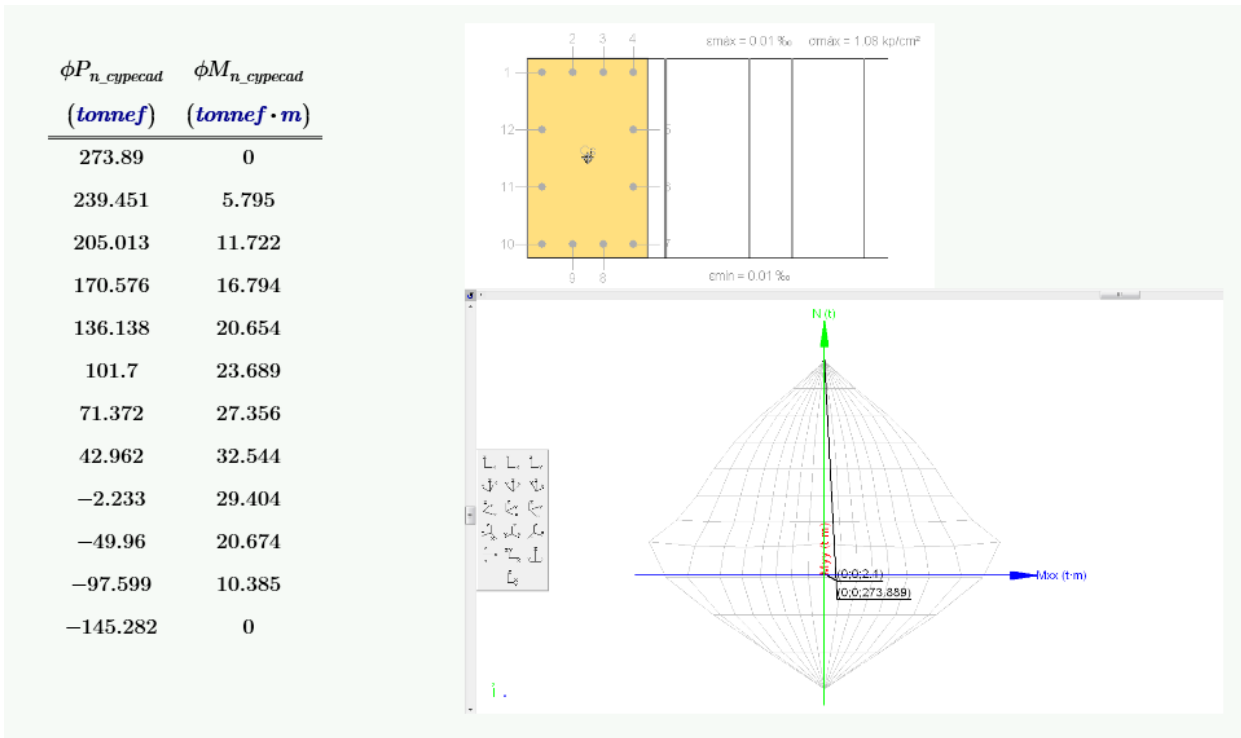 ϕPn_cypecad ϕMn_cypecad
(tonnef) (tonnef·m)
273.89 0
239.451 5.795
205.013 11.722
170.576 16.794
136.138 20.654
101.7 23.689
71.372 27.356
42.962 32.544
−2.233 29.404
−49.96 20.674
−97.599 10.385
−145.282 0
εmáx = 0.01 ‰ σmáx = 1.08 kp/cm²
2 3 4
1
12 5
11
10 7
9 8
εmín = 0.01 ‰
N (t)
Myy (t·m)
(0;0;2.1)
Mxx (t·m)
(0;0;273.889)